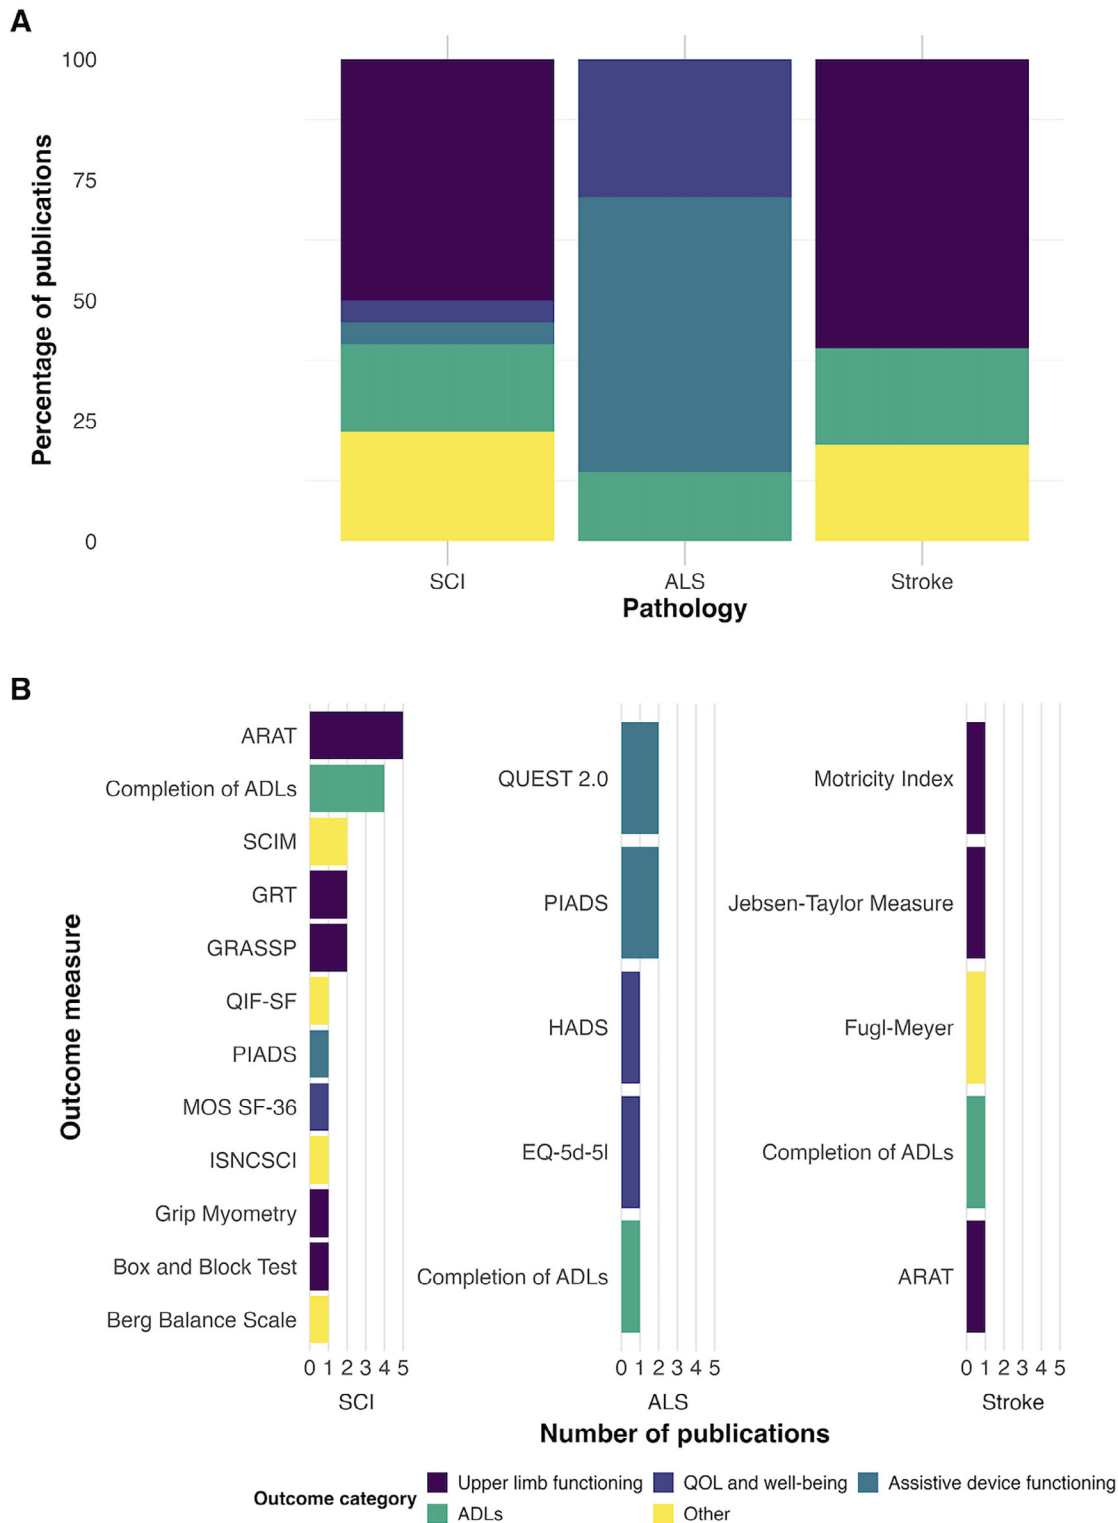 A
Percentage of publications
100
75
50
25
0
SCI
ALS
Stroke
Pathology
B
Outcome measure
ARAT
Completion of ADLs
SCIM
GRT
GRASSP
QIF-SF
PIADS
MOS SF-36
ISNCSCI
Grip Myometry
Box and Block Test
Berg Balance Scale
0 1 2 3 4 5
SCI
QUEST 2.0
PIADS
HADS
EQ-5d-5l
Completion of ADLs
0 1 2 3 4 5
ALS
Motricity Index
Jebsen-Taylor Measure
Fugl-Meyer
Completion of ADLs
ARAT
0 1 2 3 4 5
Stroke
Number of publications
Outcome category
Upper limb functioning
QOL and well-being
Assistive device functioning
ADLs
Other